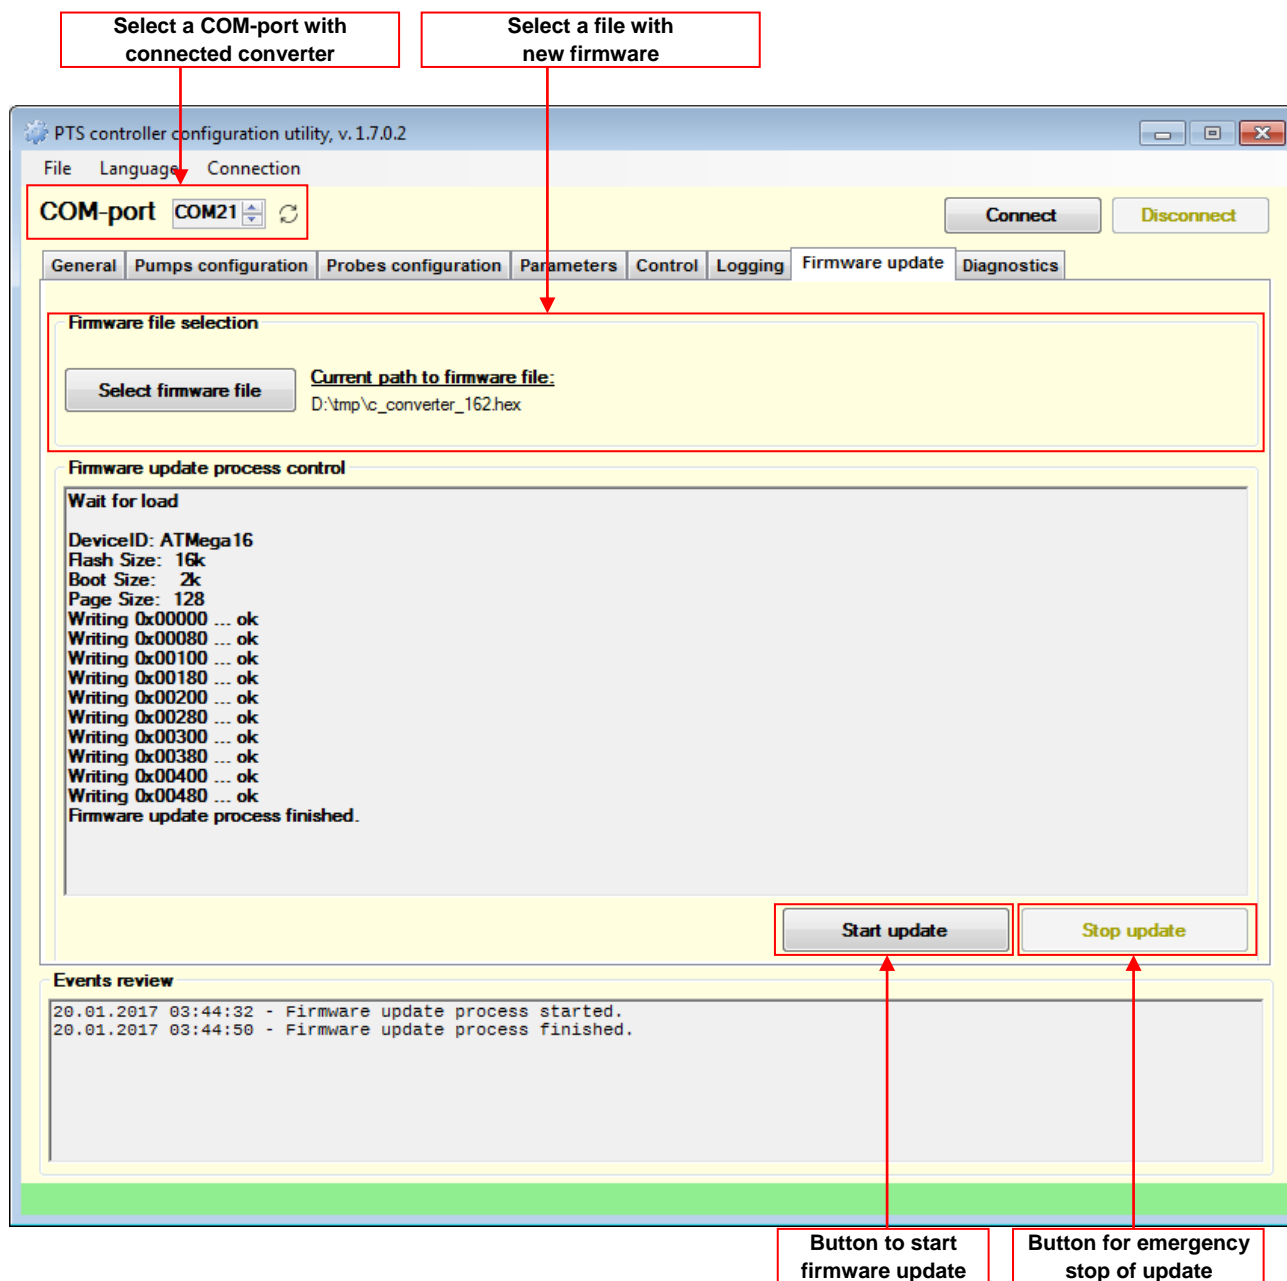 Select a COM-port with
connected converter
Select a file with
new firmware
PTS controller configuration utility, v. 1.7.0.2
File Language Connection
COM-port COM21 Connect Disconnect
General Pumps configuration Probes configuration Parameters Control Logging Firmware update Diagnostics
Firmware file selection
Select firmware file
Current path to firmware file:
D:\tmp\c_converter_162.hex
Firmware update process control
Wait for load
DeviceID: ATMega16
Flash Size: 16k
Boot Size: 2k
Page Size: 128
Writing 0x00000 ... ok
Writing 0x00080 ... ok
Writing 0x00100 ... ok
Writing 0x00180 ... ok
Writing 0x00200 ... ok
Writing 0x00280 ... ok
Writing 0x00300 ... ok
Writing 0x00380 ... ok
Writing 0x00400 ... ok
Writing 0x00480 ... ok
Firmware update process finished.
Start update Stop update
Events review
20.01.2017 03:44:32 - Firmware update process started.
20.01.2017 03:44:50 - Firmware update process finished.
Button to start
firmware update
Button for emergency
stop of update